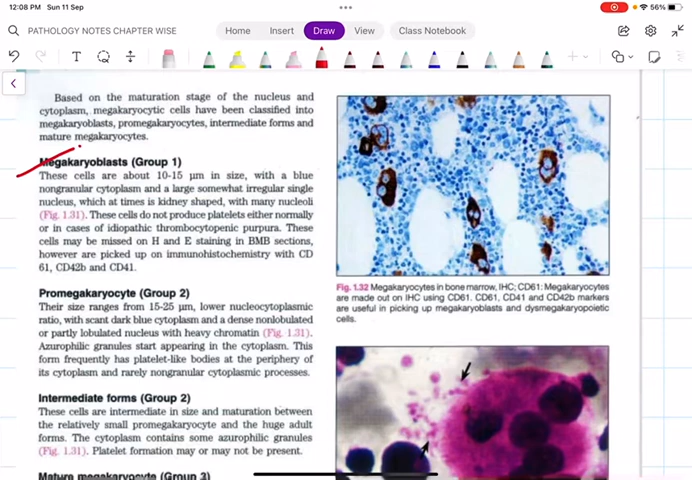 12:08 PM Sun 11 Sep
56%
PATHOLOGY NOTES CHAPTER WISE
Home Insert Draw View Class Notebook
Based on the maturation stage of the nucleus and
cytoplasm, megakaryocytic cells have been classified into
megakaryoblasts, promegakaryocytes, intermediate forms and
mature megakaryocytes.
Megakaryoblasts (Group 1)
These cells are about 10-15 µm in size, with a blue
nongranular cytoplasm and a large somewhat irregular single
nucleus, which at times is kidney shaped, with many nucleoli
(Fig. 1.31). These cells do not produce platelets either normally
or in cases of idiopathic thrombocytopenic purpura. These
cells may be missed on H and E staining in BMB sections,
however are picked up on immunohistochemistry with CD
61, CD42b and CD41.
Promegakaryocyte (Group 2)
Their size ranges from 15-25 µm, lower nucleocytoplasmic
ratio, with scant dark blue cytoplasm and a dense nonlobulated
or partly lobulated nucleus with heavy chromatin (Fig. 1.31).
Azurophilic granules start appearing in the cytoplasm. This
form frequently has platelet-like bodies at the periphery of
its cytoplasm and rarely nongranular cytoplasmic processes.
Intermediate forms (Group 2)
These cells are intermediate in size and maturation between
the relatively small promegakaryocyte and the huge adult
forms. The cytoplasm contains some azurophilic granules
(Fig. 1.31). Platelet formation may or may not be present.
Mature megakaryocyte (Group 3)
Fig. 1.32 Megakaryocytes in bone marrow, IHC; CD61: Megakaryocytes
are made out on IHC using CD61. CD61, CD41 and CD42b markers
are useful in picking up megakaryoblasts and dysmegakaryopoietic
cells.